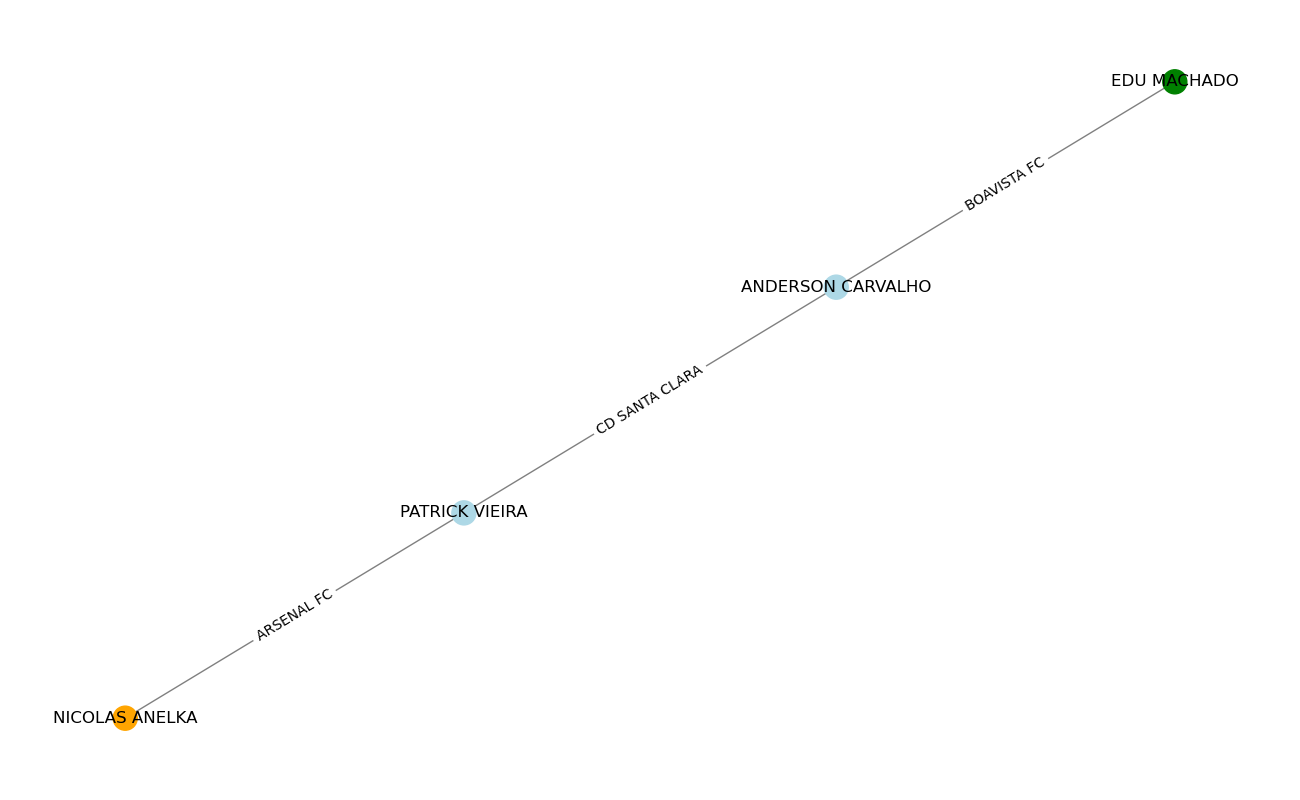 EDU MACHADO
BOAVISTA FC
ANDERSON CARVALHO
CD SANTA CLARA
PATRICK VIEIRA
ARSENAL FC
NICOLAS ANELKA